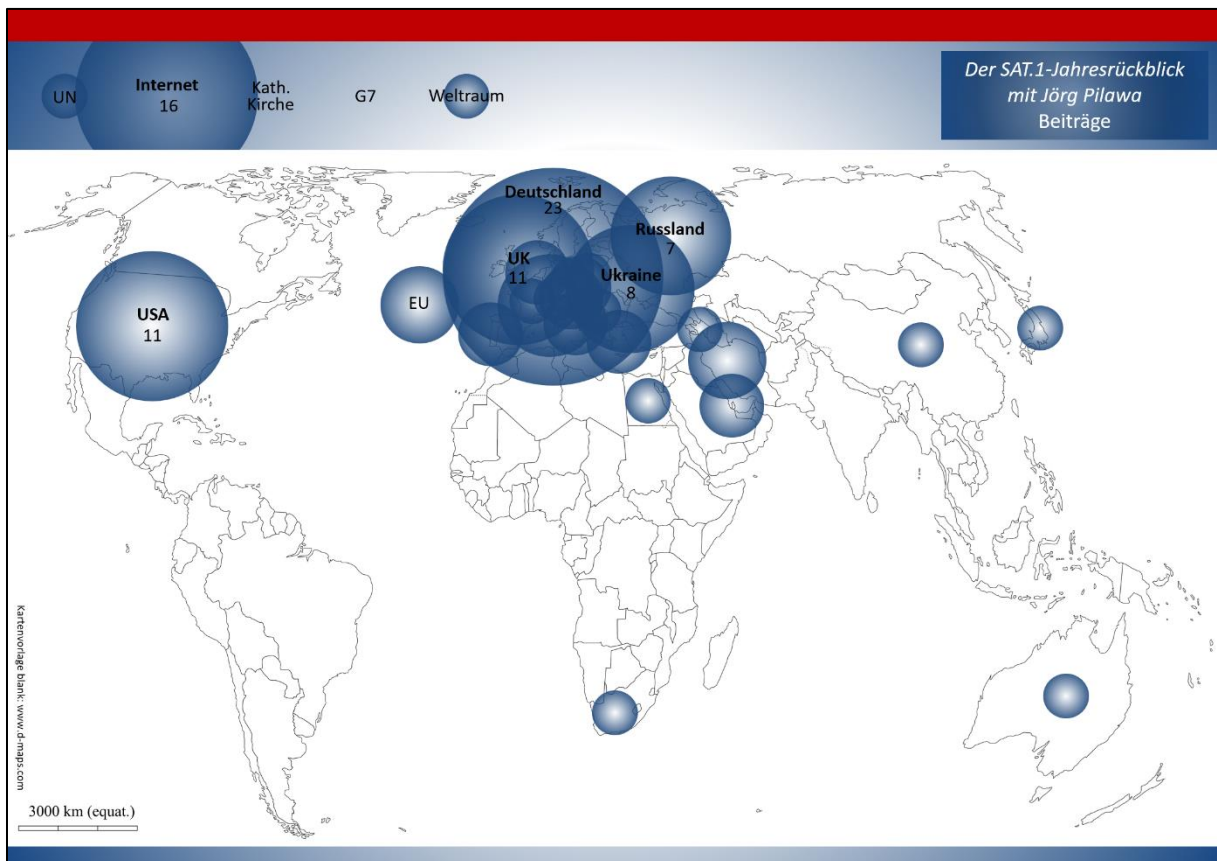 UN
Internet
16
Kath.
Kirche
G7
Weltraum
Der SAT.1-Jahresrückblick
mit Jörg Pilawa
Beiträge
Deutschland
23
Russland
7
UK
11
Ukraine
8
EU
USA
11
Kartenvorlage blank: www.d-maps.com
3000 km (equat.)